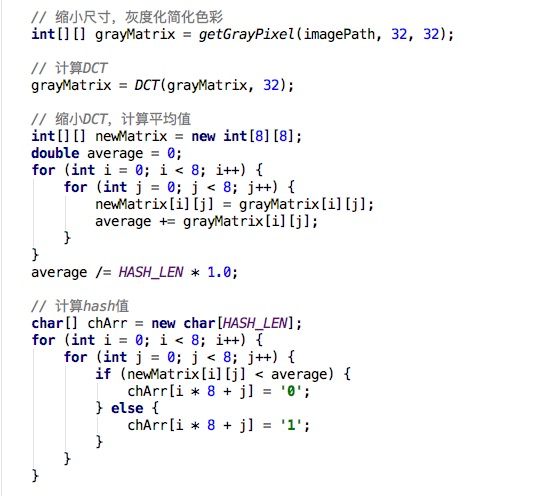 // 缩小尺寸，灰度化简化色彩
int[][] grayMatrix = getGrayPixel(imagePath, 32, 32);
// 计算DCT
grayMatrix = DCT(grayMatrix, 32);
// 缩小DCT，计算平均值
int[][] newMatrix = new int[8][8];
double average = 0;
for (int i = 0; i < 8; i++) {
for (int j = 0; j < 8; j++) {
newMatrix[i][j] = grayMatrix[i][j];
average += grayMatrix[i][j];
}
}
average /= HASH_LEN * 1.0;
// 计算hash值
char[] chArr = new char[HASH_LEN];
for (int i = 0; i < 8; i++) {
for (int j = 0; j < 8; j++) {
if (newMatrix[i][j] < average) {
chArr[i * 8 + j] = '0';
} else {
chArr[i * 8 + j] = '1';
}
}
}